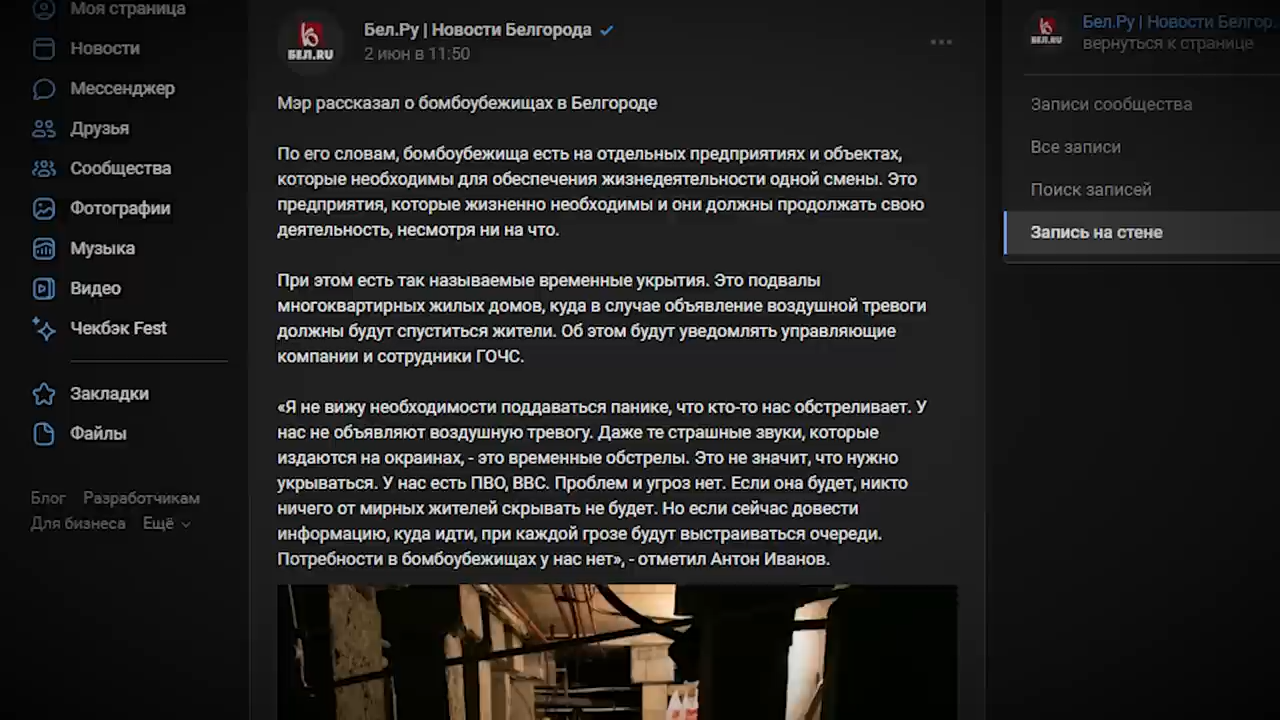 Моя страница
Новости
Мессенджер
Друзья
Сообщества
Фотографии
Музыка
Видео
Чекбэк Fest
Закладки
Файлы
Блог Разработчикам
Для бизнеса Ещё
БЕЛ.RU
Бел.Ру | Новости Белгорода
2 июн в 11:50
Мэр рассказал о бомбоубежищах в Белгороде
По его словам, бомбоубежища есть на отдельных предприятиях и объектах,
которые необходимы для обеспечения жизнедеятельности одной смены. Это
предприятия, которые жизненно необходимы и они должны продолжать свою
деятельность, несмотря ни на что.
При этом есть так называемые временные укрытия. Это подвалы
многоквартирных жилых домов, куда в случае объявление воздушной тревоги
должны будут спуститься жители. Об этом будут уведомлять управляющие
компании и сотрудники ГОЧС.
«Я не вижу необходимости поддаваться панике, что кто-то нас обстреливает. У
нас не объявляют воздушную тревогу. Даже те страшные звуки, которые
издаются на окраинах, - это временные обстрелы. Это не значит, что нужно
укрываться. У нас есть ПВО, ВВС. Проблем и угроз нет. Если она будет, никто
ничего от мирных жителей скрывать не будет. Но если сейчас довести
информацию, куда идти, при каждой грозе будут выстраиваться очереди.
Потребности в бомбоубежищах у нас нет», - отметил Антон Иванов.
БЕЛ.RU
Бел.Ру | Новости Белгор...
вернуться к странице
Записи сообщества
Все записи
Поиск записей
Запись на стене